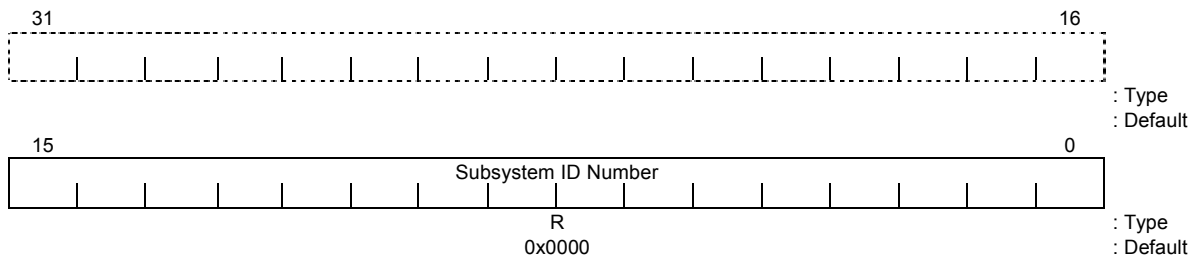 31 16
: Type
: Default
15 0
Subsystem ID Number
R : Type
0x0000 : Default